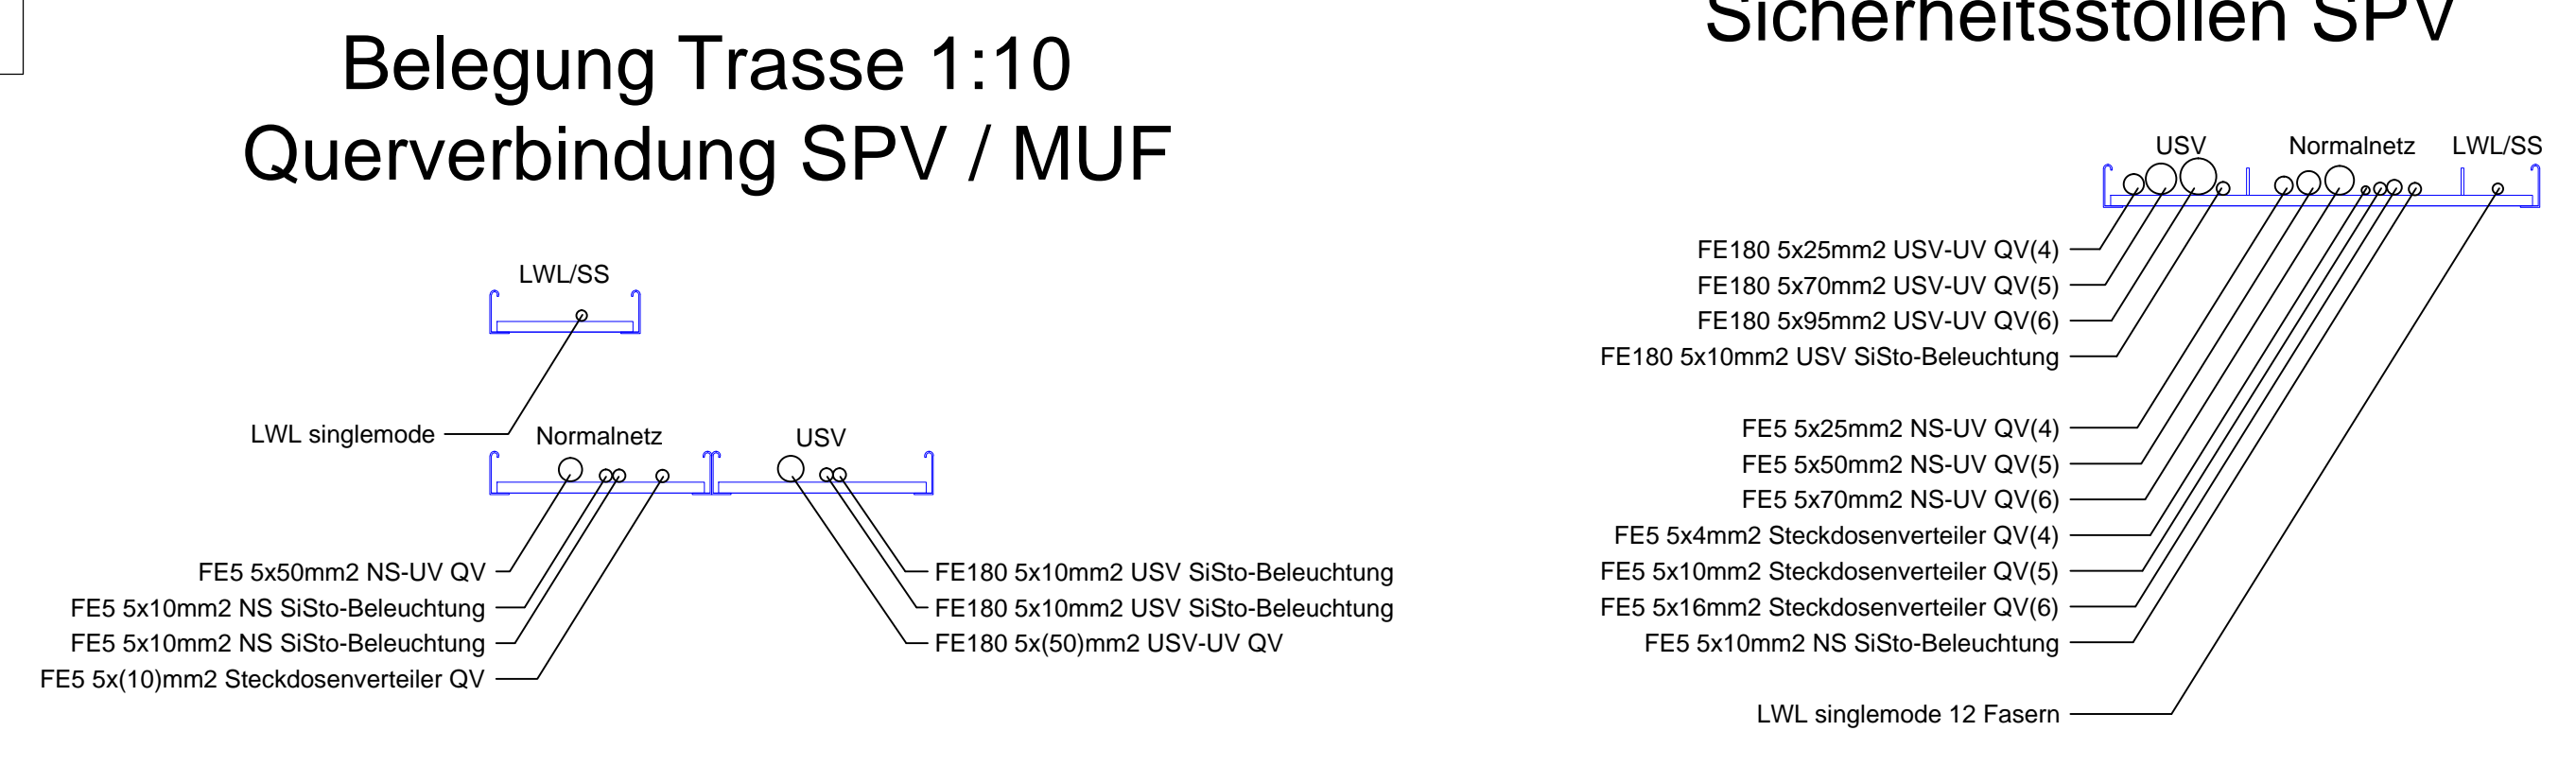 Belegung Trasse 1:10
Querverbindung SPV / MUF
LWL/SS
LWL singlemode
Normalnetz
USV
FE5 5x50mm2 NS-UV QV
FE5 5x10mm2 NS SiSto-Beleuchtung
FE5 5x10mm2 NS SiSto-Beleuchtung
FE5 5x(10)mm2 Steckdosenverteiler QV
FE180 5x10mm2 USV SiSto-Beleuchtung
FE180 5x10mm2 USV SiSto-Beleuchtung
FE180 5x(50)mm2 USV-UV QV
Sicherheitsstollen SPV
USV
Normalnetz
LWL/SS
FE180 5x25mm2 USV-UV QV(4)
FE180 5x70mm2 USV-UV QV(5)
FE180 5x95mm2 USV-UV QV(6)
FE180 5x10mm2 USV SiSto-Beleuchtung
FE5 5x25mm2 NS-UV QV(4)
FE5 5x50mm2 NS-UV QV(5)
FE5 5x70mm2 NS-UV QV(6)
FE5 5x4mm2 Steckdosenverteiler QV(4)
FE5 5x10mm2 Steckdosenverteiler QV(5)
FE5 5x16mm2 Steckdosenverteiler QV(6)
FE5 5x10mm2 NS SiSto-Beleuchtung
LWL singlemode 12 Fasern